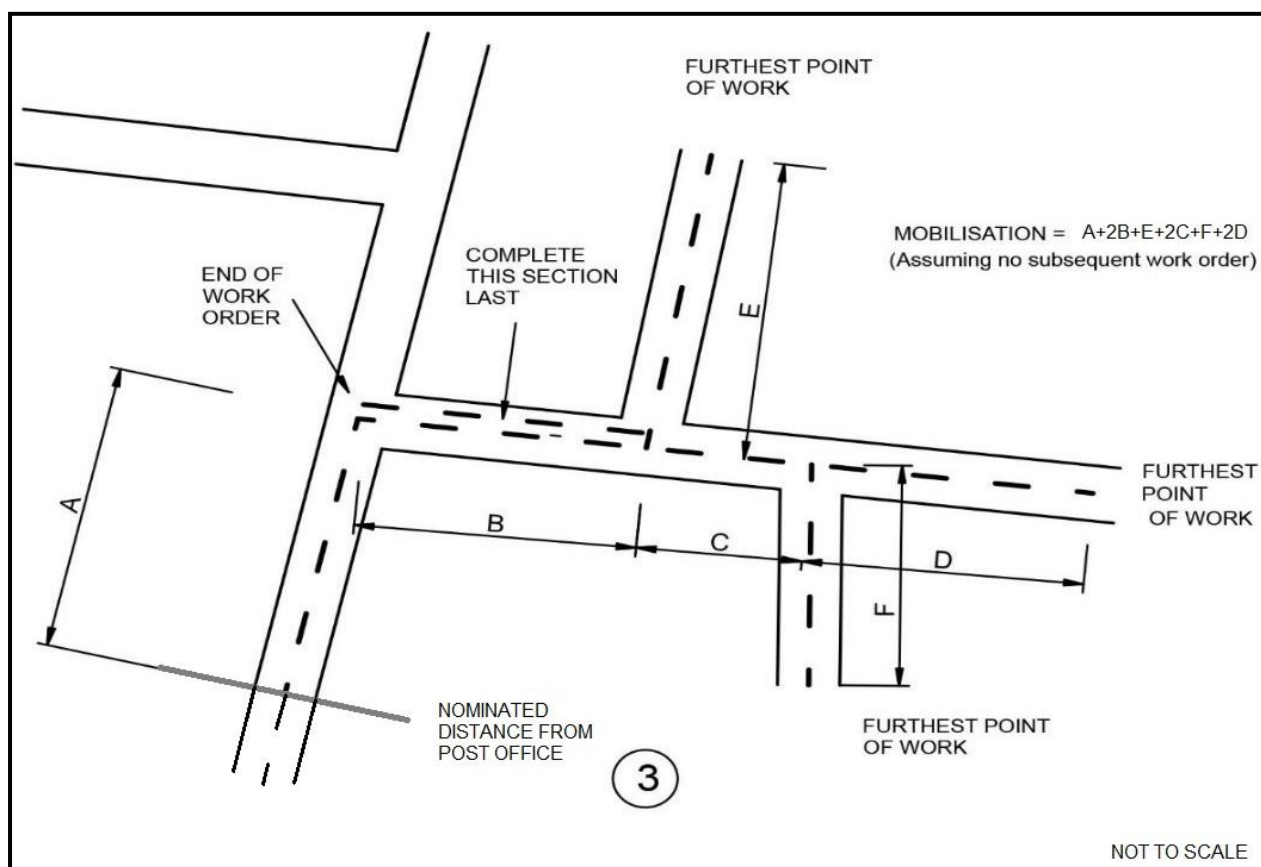 FURTHEST POINT
OF WORK
MOBILISATION = A+2B+E+2C+F+2D
(Assuming no subsequent work order)
COMPLETE
THIS SECTION
LAST
END OF
WORK
ORDER
E
A
B
C
D
F
FURTHEST
POINT
OF WORK
NOMINATED
DISTANCE FROM
POST OFFICE
FURTHEST POINT
OF WORK
3
NOT TO SCALE